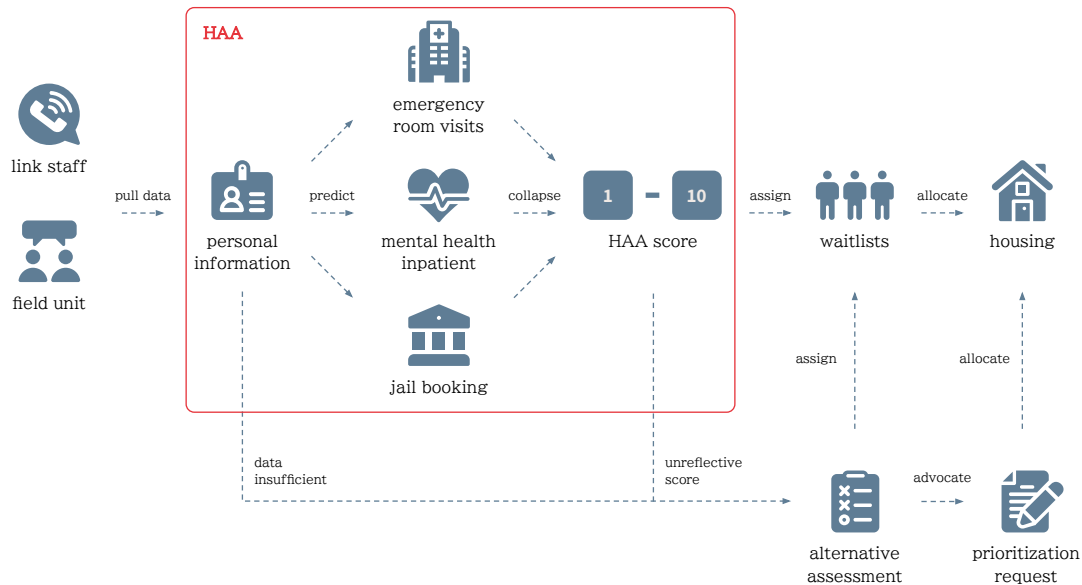 HAA
link staff
field unit
pull data
personal
information
predict
emergency
room visits
mental health
inpatient
jail booking
collapse
1 - 10
HAA score
assign
waitlists
allocate
housing
data
insufficient
unreflective
score
assign
allocate
alternative
assessment
advocate
prioritization
request